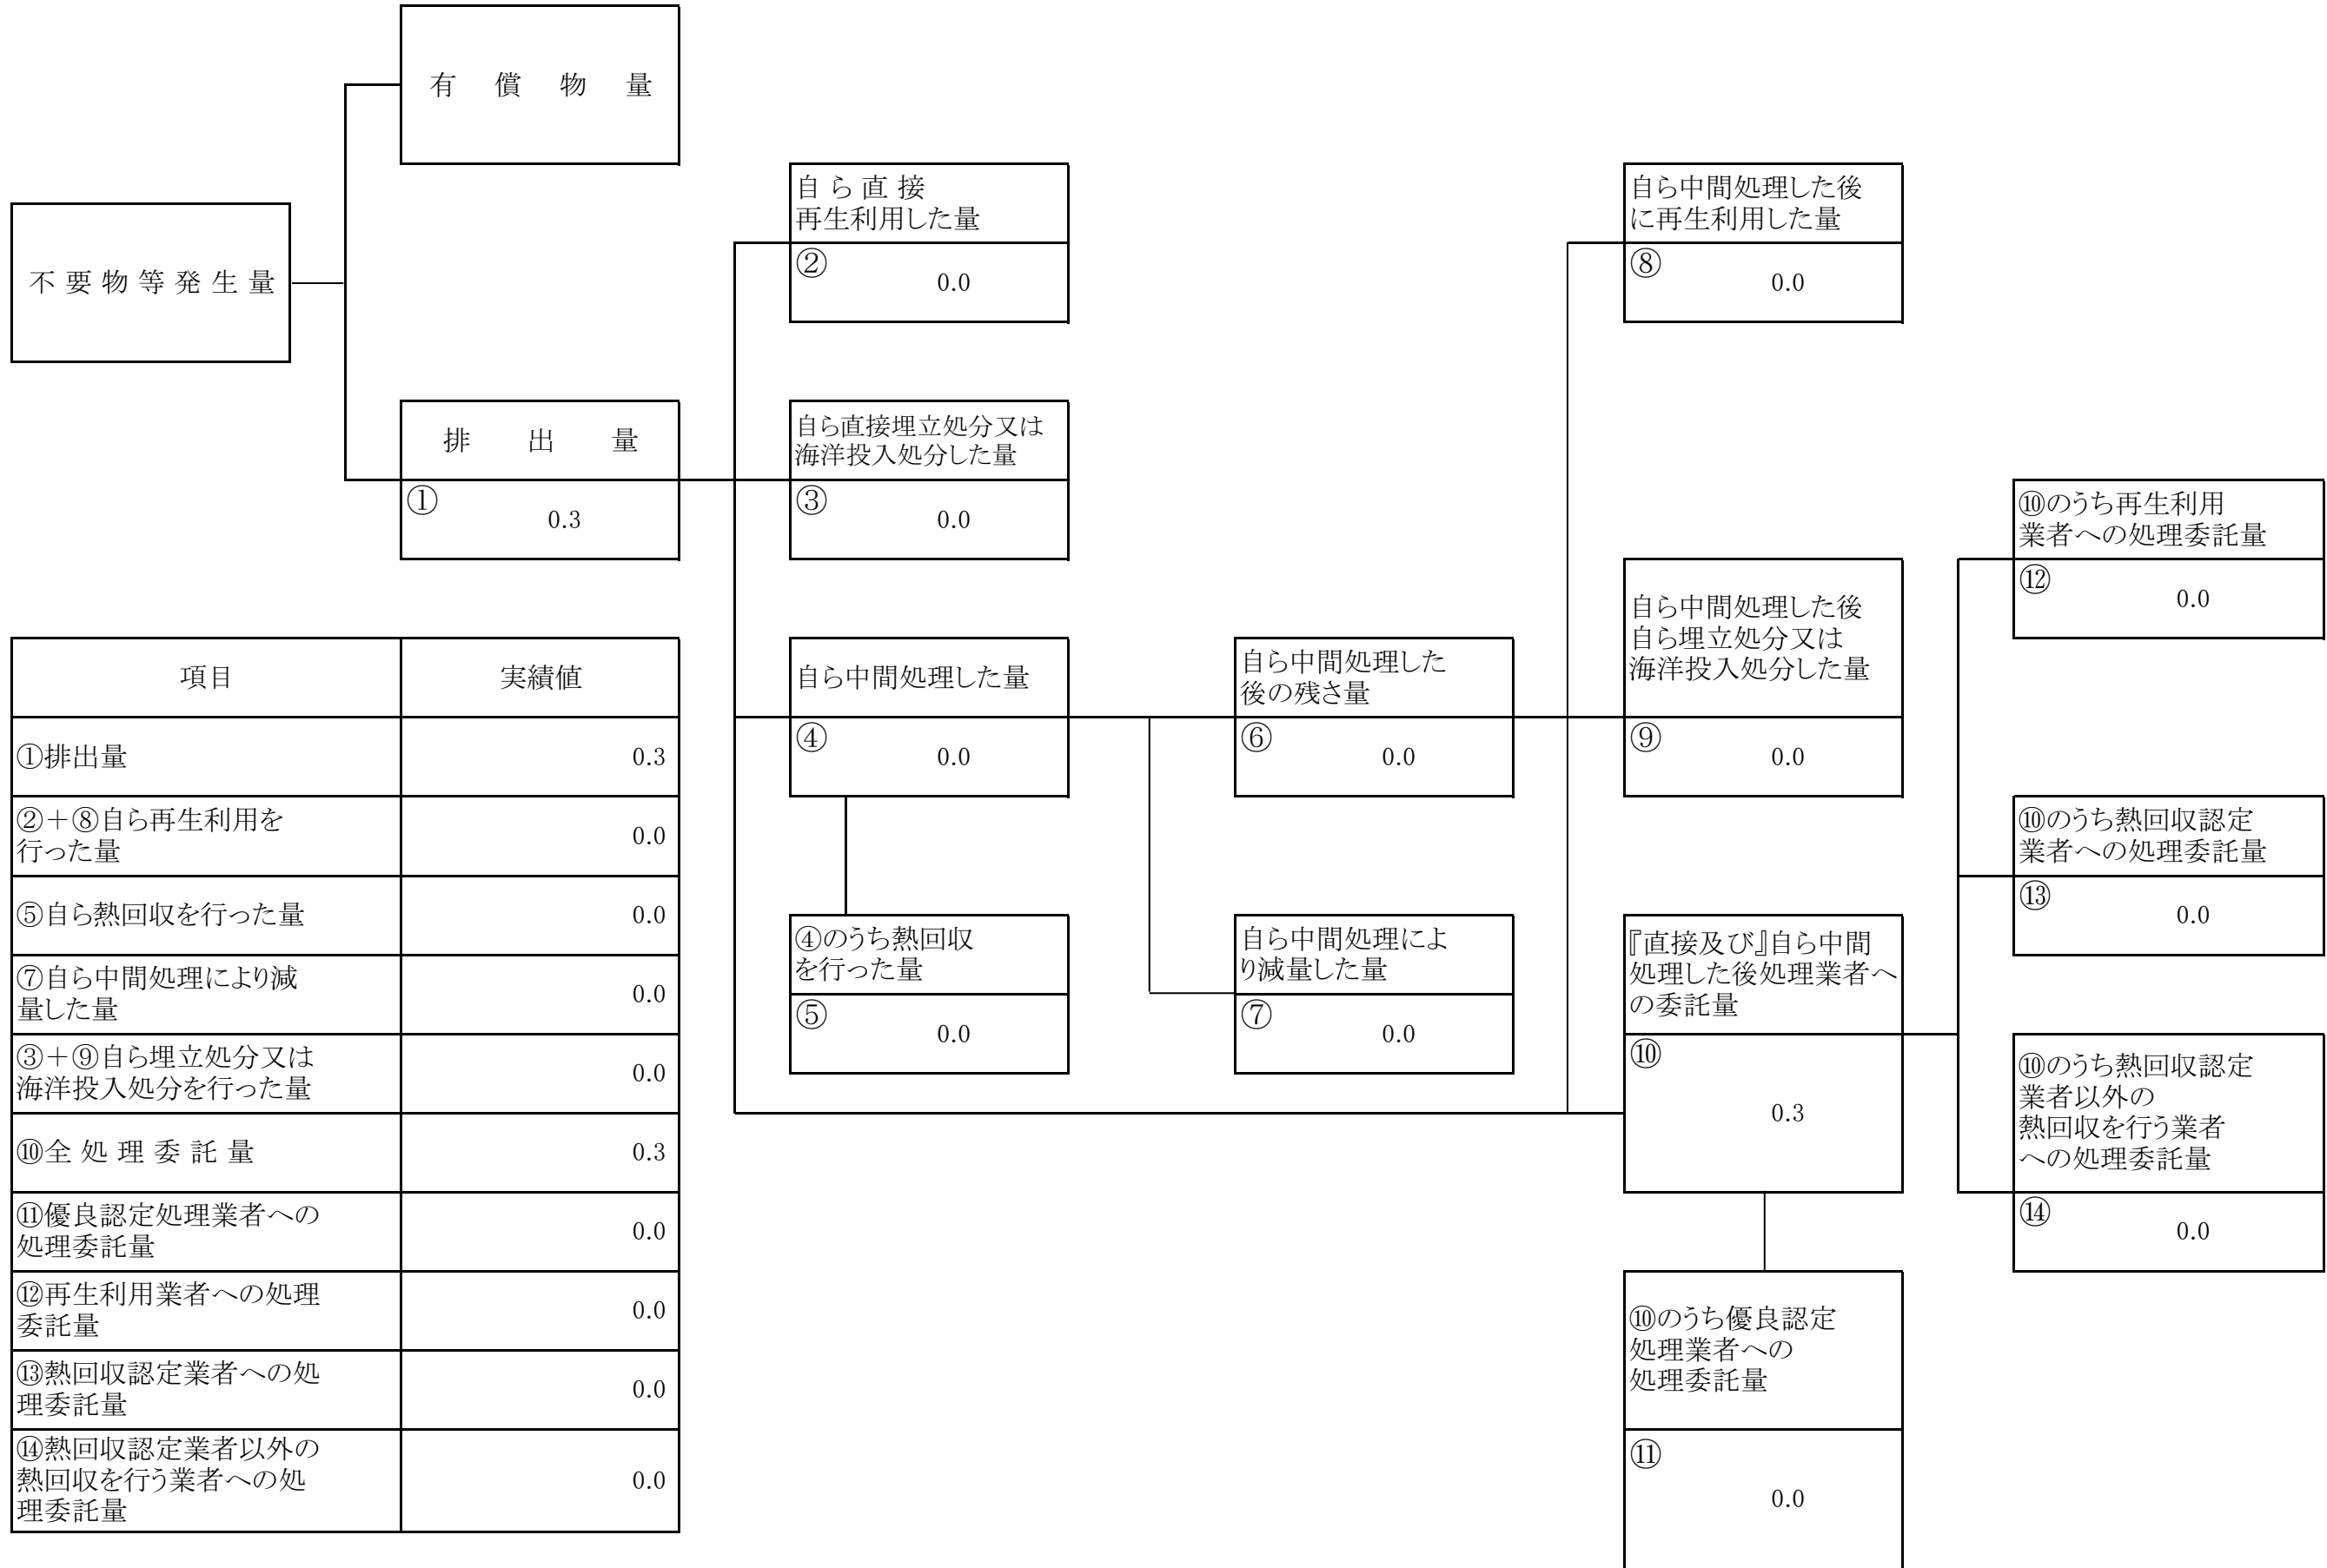 有 償 物 量
不 要 物 等 発 生 量
排 出 量
①
0.3
自 ら 直 接
再生利用した量
②
0.0
自ら直接埋立処分又は
海洋投入処分した量
③
0.0
自ら中間処理した量
④
0.0
④のうち熱回収
を行った量
⑤
0.0
自ら中間処理した
後の残さ量
⑥
0.0
自ら中間処理によ
り減量した量
⑦
0.0
自ら中間処理した後
に再生利用した量
⑧
0.0
自ら中間処理した後
自ら埋立処分又は
海洋投入処分した量
⑨
0.0
『直接及び』自ら中間
処理した後処理業者へ
の委託量
⑩
0.3
⑩のうち優良認定
処理業者への
処理委託量
⑪
0.0
⑩のうち再生利用
業者への処理委託量
⑫
0.0
⑩のうち熱回収認定
業者への処理委託量
⑬
0.0
⑩のうち熱回収認定
業者以外の
熱回収を行う業者
への処理委託量
⑭
0.0
項目 実績値
①排出量 0.3
②＋⑧自ら再生利用を
行った量 0.0
⑤自ら熱回収を行った量 0.0
⑦自ら中間処理により減
量した量 0.0
③＋⑨自ら埋立処分又は
海洋投入処分を行った量 0.0
⑩全 処 理 委 託 量 0.3
⑪優良認定処理業者への
処理委託量 0.0
⑫再生利用業者への処理
委託量 0.0
⑬熱回収認定業者への処
理委託量 0.0
⑭熱回収認定業者以外の
熱回収を行う業者への処
理委託量 0.0